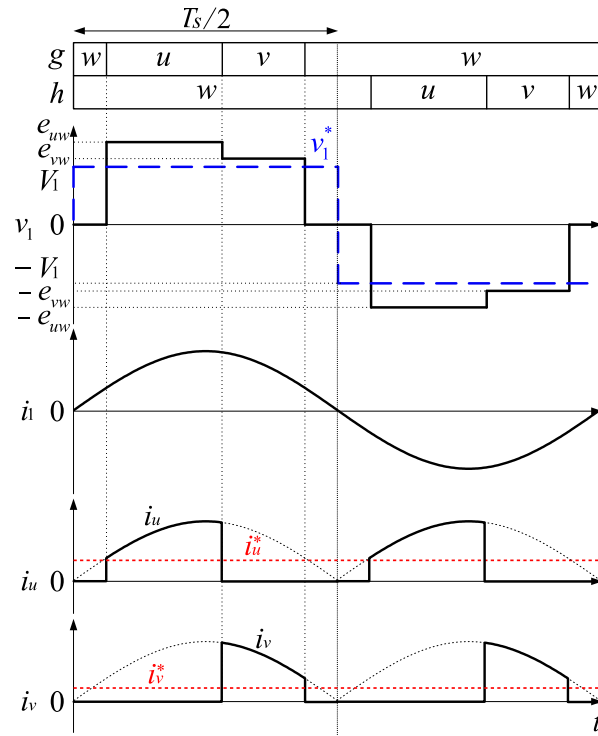 T_s/2
g w u v w
h w u v w
e_uw
e_vw
V_1
v_1^*
v_1 0
− V_1
− e_vw
− e_uw
i_1 0
i_u
i_u^*
i_u 0
i_v
i_v^*
i_v 0
t